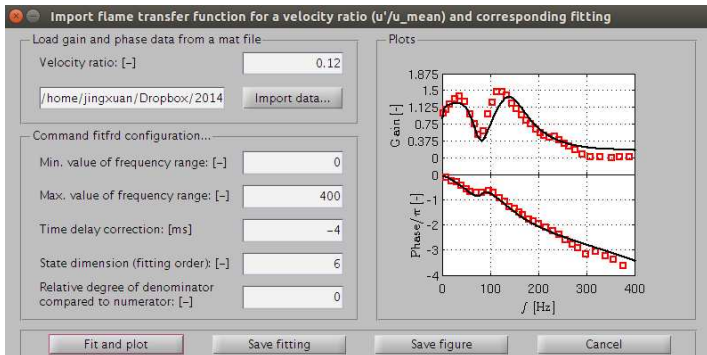 Import flame transfer function for a velocity ratio (u'/u_mean) and corresponding fitting
Load gain and phase data from a mat file
Velocity ratio: [–]
0.12
/home/jingxuan/Dropbox/2014
Import data...
Command fitfrd configuration...
Min. value of frequency range: [–]
0
Max. value of frequency range: [–]
400
Time delay correction: [ms]
–4
State dimension (fitting order): [–]
6
Relative degree of denominator
compared to numerator: [–]
0
Plots
1.875
1.5
1.125
0.75
0.375
0
Gain [-]
0
-1
-2
-3
-4
Phase/π [-]
0
100
200
300
400
f [Hz]
Fit and plot
Save fitting
Save figure
Cancel